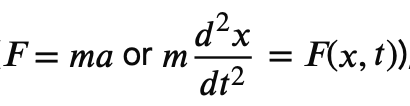 (F = ma or m d²x/dt² = F(x, t)),